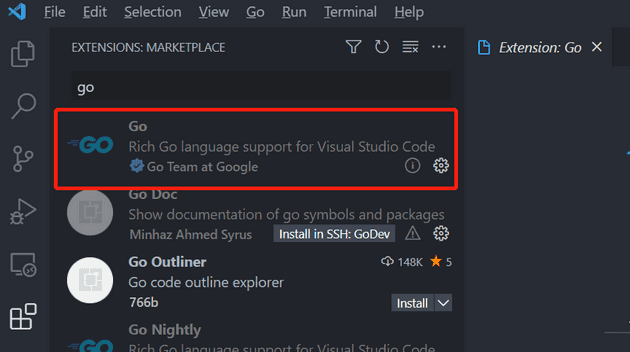 File Edit Selection View Go Run Terminal Help
EXTENSIONS: MARKETPLACE
Extension: Go
go
Go
GO
Rich Go language support for Visual Studio Code
Go Team at Google
Go Doc
Show documentation of go symbols and packages
Minhaz Ahmed Syrus Install in SSH: GoDev
Go Outliner 148K 5
Go code outline explorer
766b Install
Go Nightly
GO
Rich Go language support for Visual Studio Code